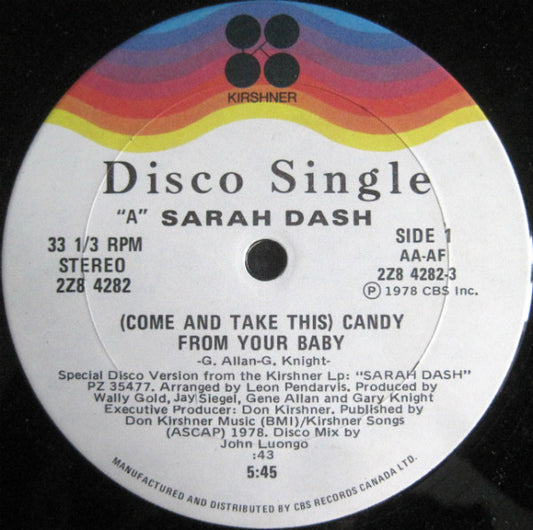 KIRSHNER
Disco Single
"A" SARAH DASH
33 1/3 RPM
STEREO
2Z8 4282
SIDE 1
AA-AF
2Z8 4282-3
Ⓟ 1978 CBS Inc.
(COME AND TAKE THIS) CANDY
FROM YOUR BABY
-G. Allan-G. Knight-
Special Disco Version from the Kirshner Lp: "SARAH DASH"
PZ 35477. Arranged by Leon Pendarvis. Produced by
Wally Gold, Jay Siegel, Gene Allan and Gary Knight
Executive Producer: Don Kirshner. Published by
Don Kirshner Music (BMI)/Kirshner Songs
(ASCAP) 1978. Disco Mix by
John Luongo
:43
5:45
MANUFACTURED AND DISTRIBUTED BY CBS RECORDS CANADA LTD.